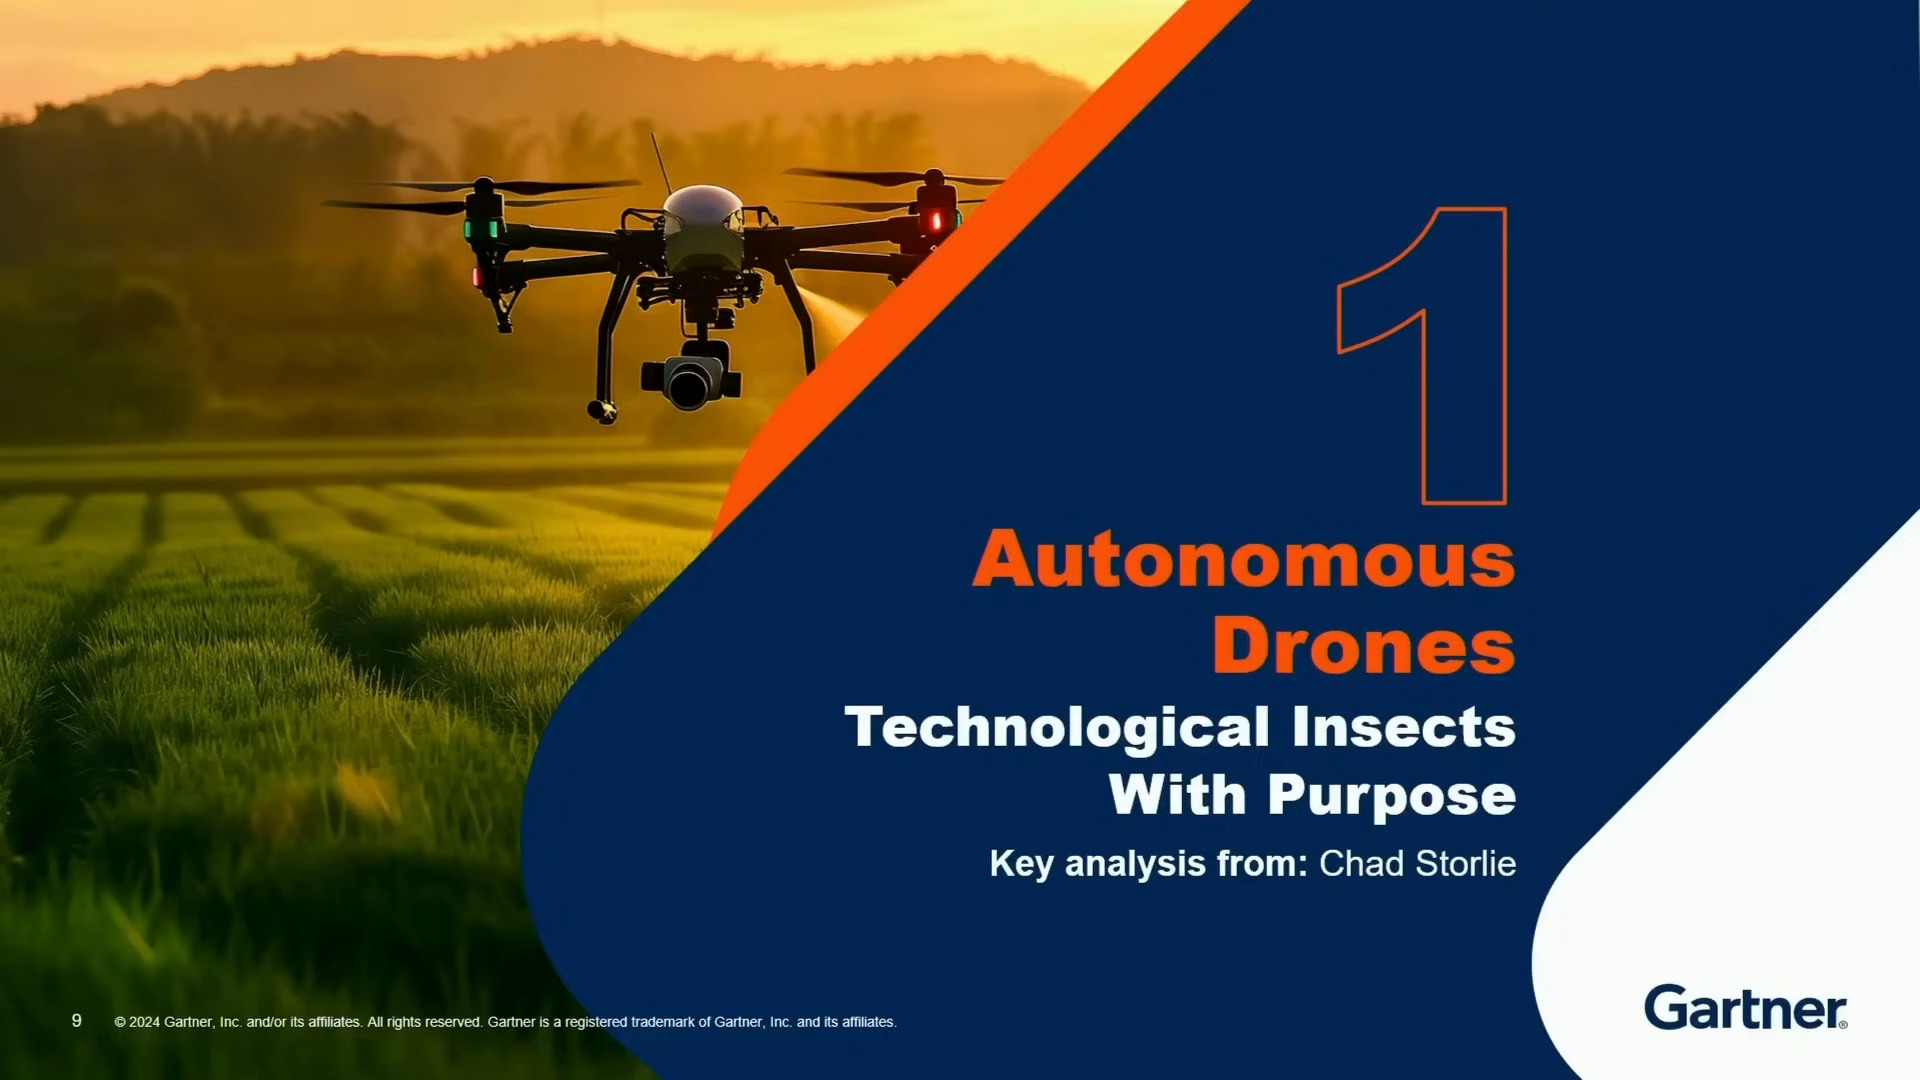 1
Autonomous
Drones
Technological Insects
With Purpose
Key analysis from: Chad Storlie
9 © 2024 Gartner, Inc. and/or its affiliates. All rights reserved. Gartner is a registered trademark of Gartner, Inc. and its affiliates.
Gartner®